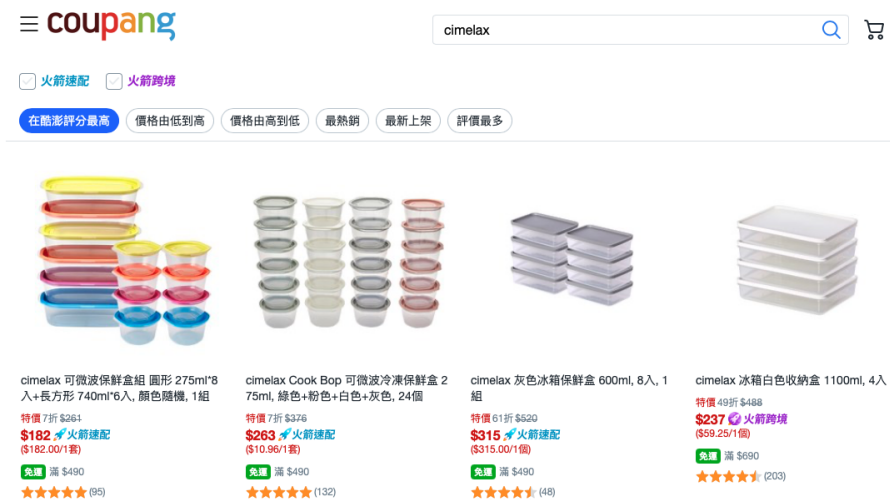 coupang
cimelax
火箭速配 火箭跨境
在酷澎評分最高 價格由低到高 價格由高到低 最熱銷 最新上架 評價最多
cimelax 可微波保鮮盒組 圓形 275ml*8
入+長方形 740ml*6入, 顏色隨機, 1組
特價 7折 $261
$182 火箭速配
($182.00/1套)
免運 滿 $490
(95)
cimelax Cook Bop 可微波冷凍保鮮盒 2
75ml, 綠色+粉色+白色+灰色, 24個
特價 7折 $376
$263 火箭速配
($10.96/1套)
免運 滿 $490
(132)
cimelax 灰色冰箱保鮮盒 600ml, 8入, 1
組
特價 61折 $520
$315 火箭速配
($315.00/1個)
免運 滿 $490
(48)
cimelax 冰箱白色收納盒 1100ml, 4入
特價 49折 $488
$237 火箭跨境
($59.25/1個)
免運 滿 $690
(203)